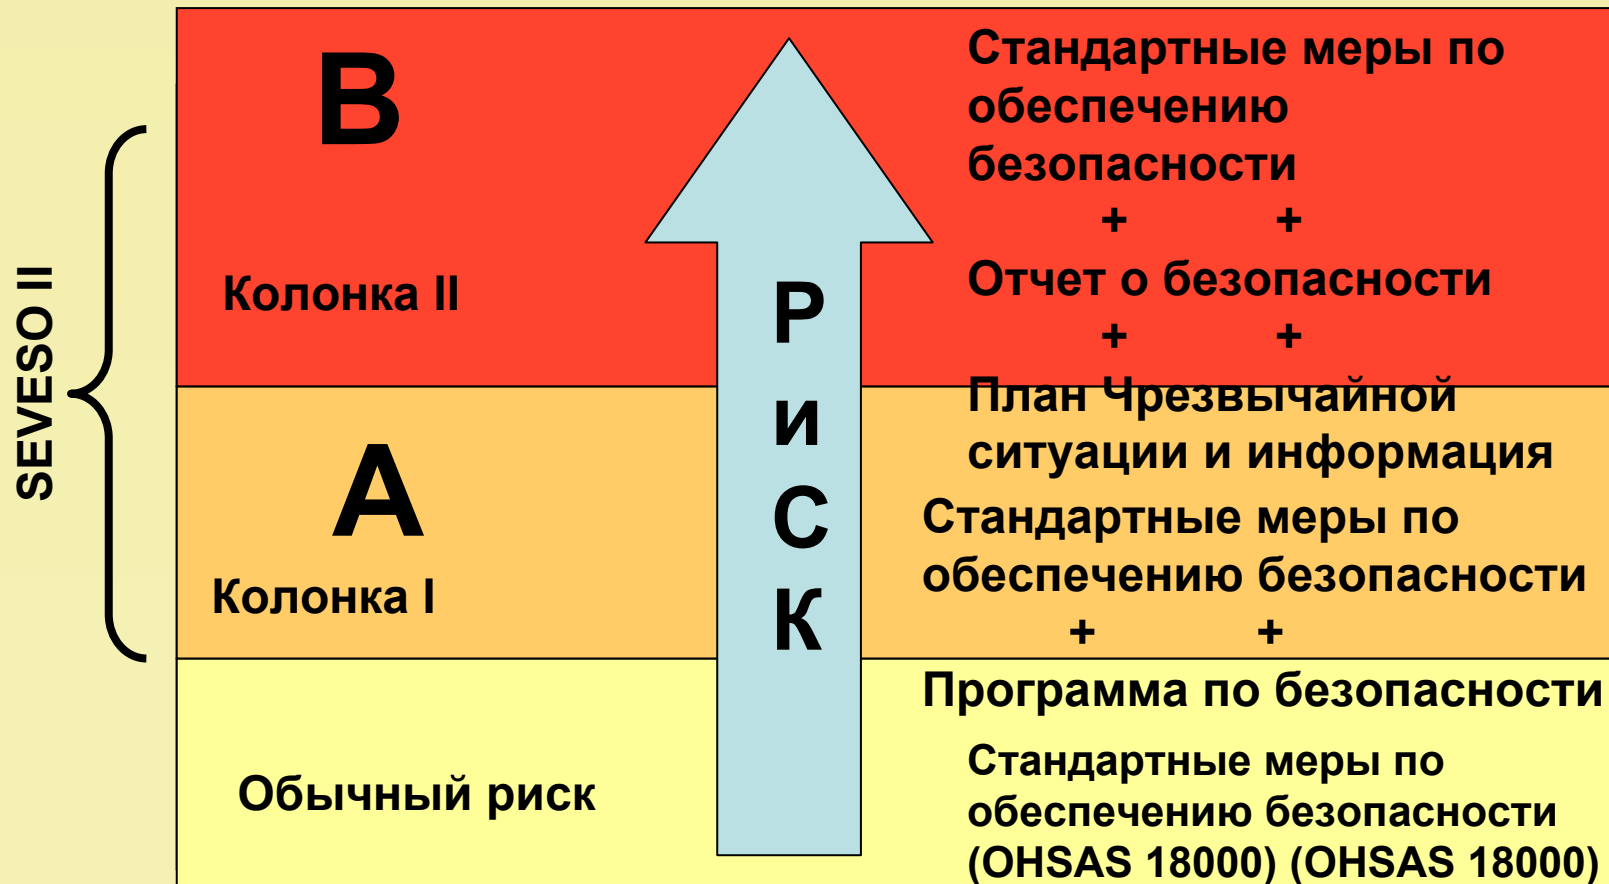 SEVESO II
В
Колонка II
А
Колонка I
Обычный риск
Р
и
С
К
Стандартные меры по
обеспечению
безопасности
+ +
Отчет о безопасности
+ +
План Чрезвычайной
ситуации и информация
Стандартные меры по
обеспечению безопасности
+ +
Программа по безопасности
Стандартные меры по
обеспечению безопасности
(OHSAS 18000) (OHSAS 18000)